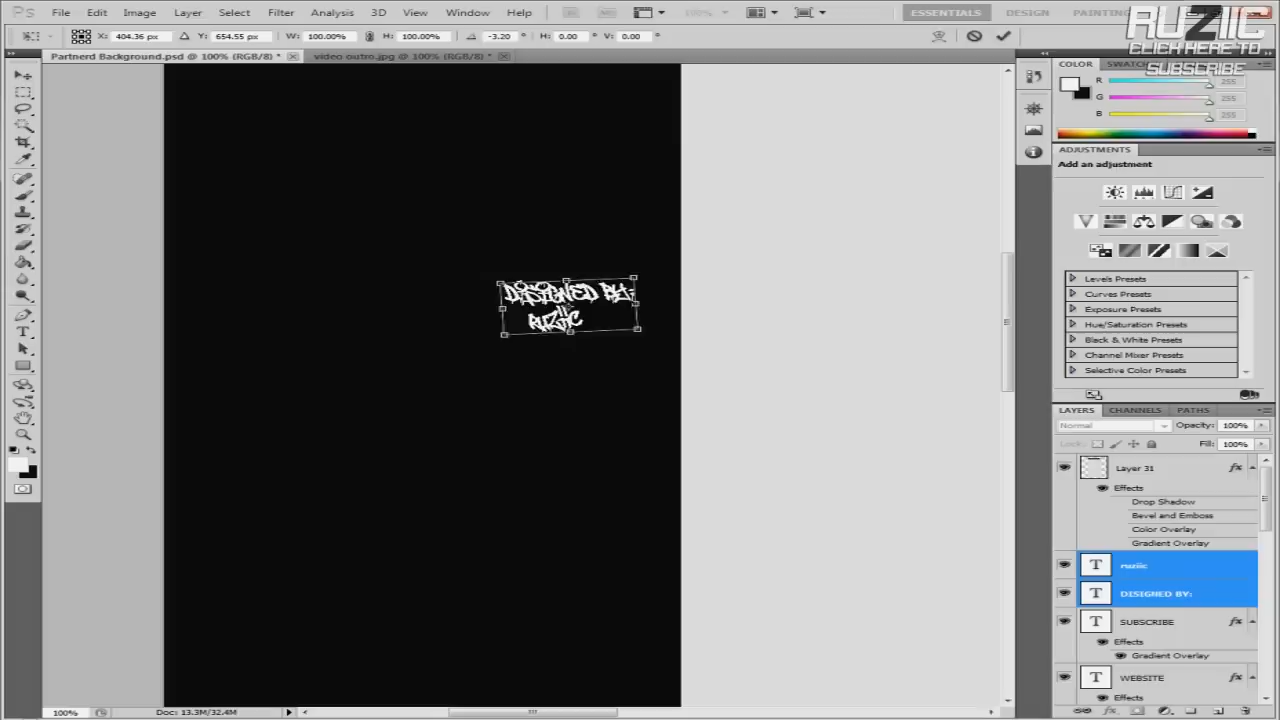 Ps File Edit Image Layer Select Filter Analysis 3D View Window Help 100% ESSENTIALS DESIGN PAINTING
RUZIIC
CLICK HERE TO
SUBSCRIBE
X: 404.36 px Y: 654.55 px W: 100.00% H: 100.00% -3.20 ° H: 0.00 ° V: 0.00 °
Partnerd Background.psd @ 100% (RGB/8) * video outro.jpg @ 100% (RGB/8) *
COLOR
R 255
G 255
B 255
ADJUSTMENTS
Add an adjustment
Levels Presets
Curves Presets
Exposure Presets
Hue/Saturation Presets
Black & White Presets
Channel Mixer Presets
Selective Color Presets
DISIGNED BY:
RUZIIC
LAYERS CHANNELS PATHS
Normal Opacity: 100%
Lock: Fill: 100%
Layer 31 fx
Effects
Drop Shadow
Bevel and Emboss
Color Overlay
Gradient Overlay
T ruziic
T DISIGNED BY:
T SUBSCRIBE fx
Effects
Gradient Overlay
T WEBSITE fx
Effects
100% Doc: 13.3M/32.4M